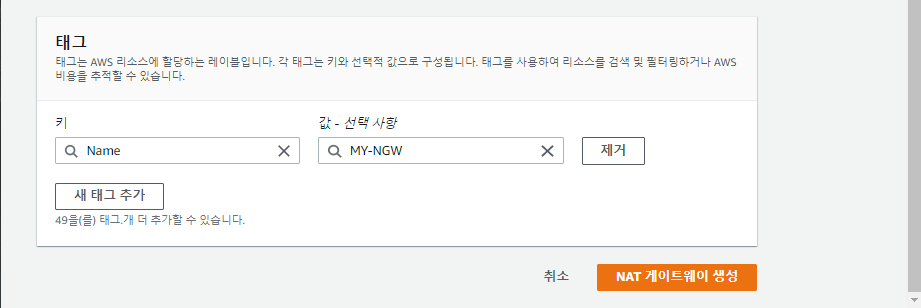 태그
태그는 AWS 리소스에 할당하는 레이블입니다. 각 태그는 키와 선택적 값으로 구성됩니다. 태그를 사용하여 리소스를 검색 및 필터링하거나 AWS
비용을 추적할 수 있습니다.
키
값 - 선택 사항
Name
MY-NGW
제거
새 태그 추가
49을(를) 태그.개 더 추가할 수 있습니다.
취소
NAT 게이트웨이 생성